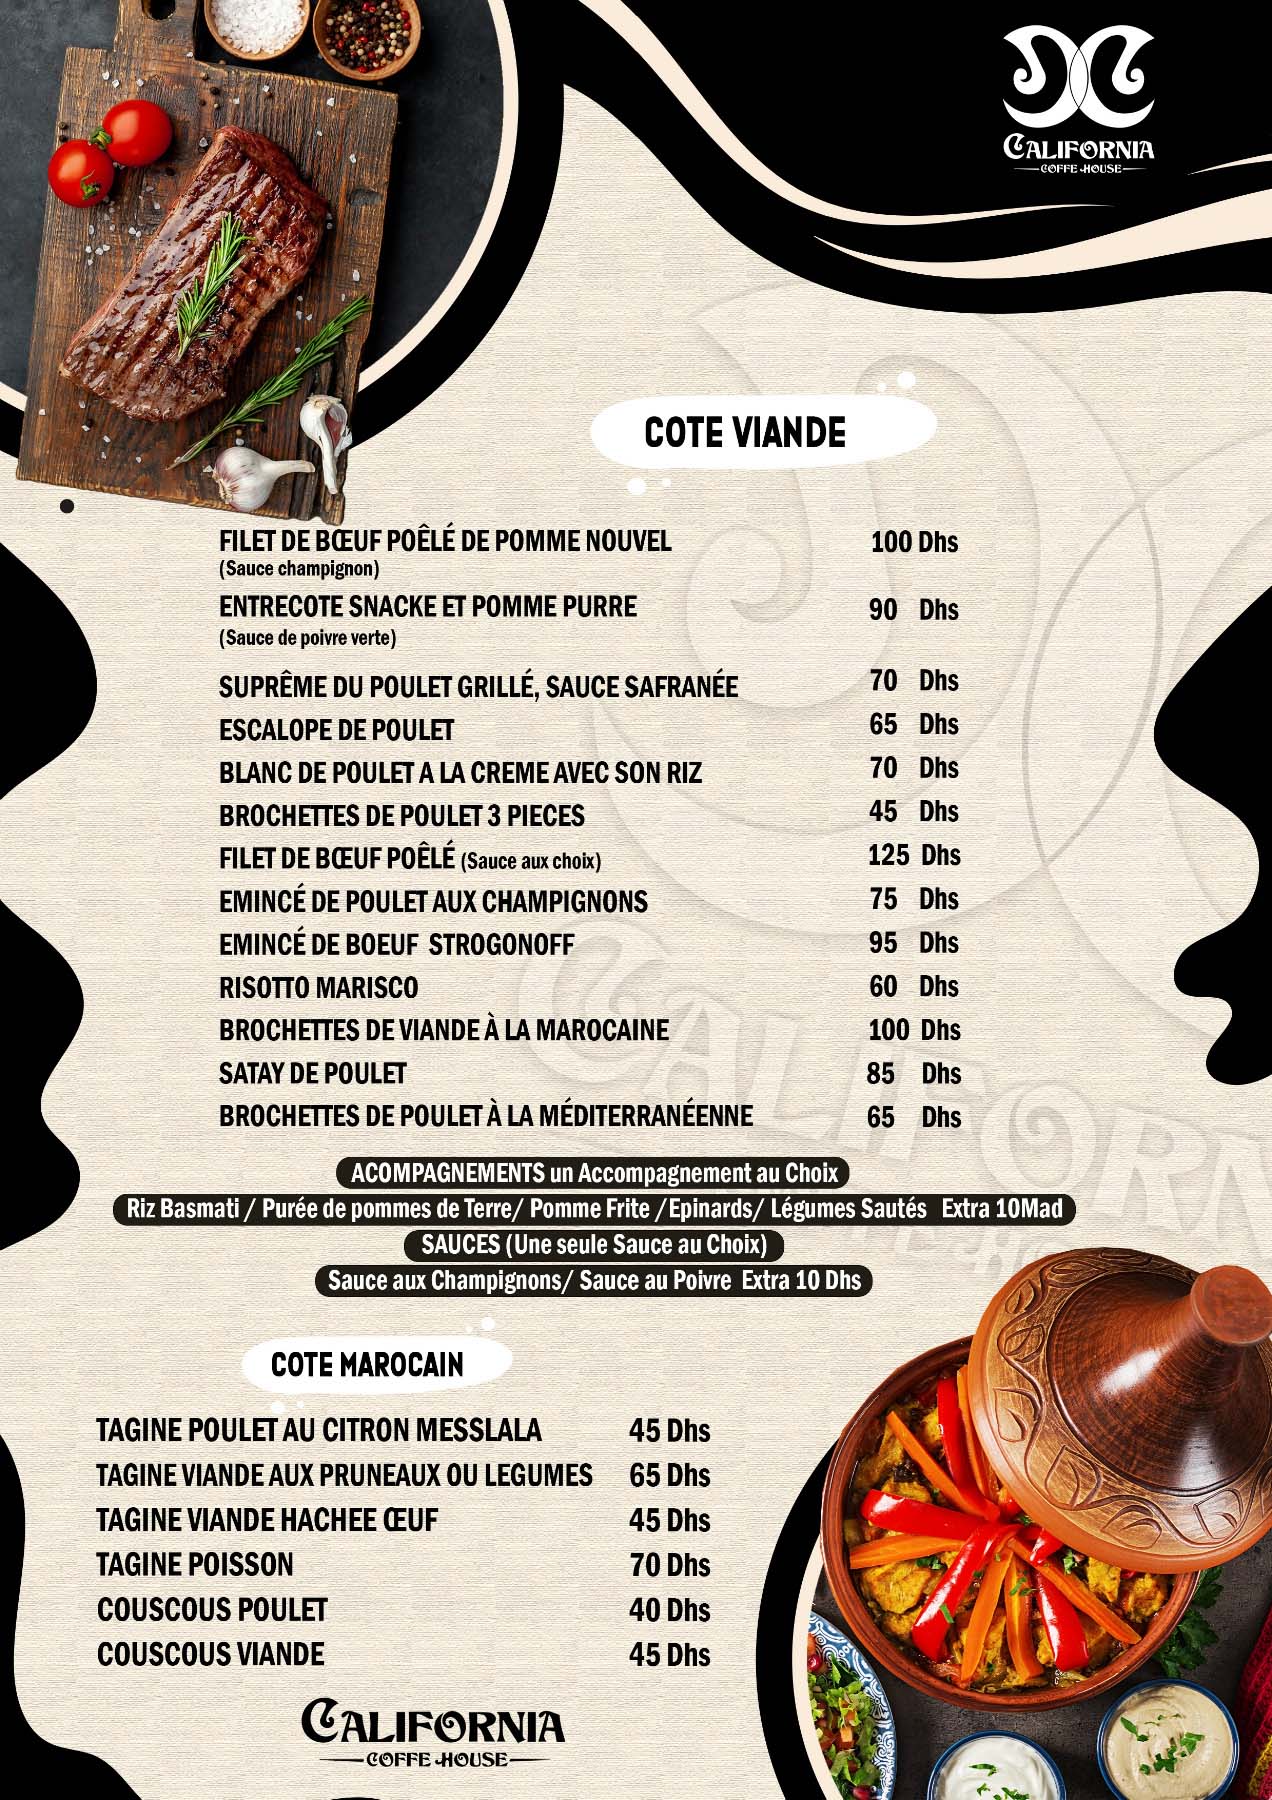 CALIFORNIA
COFFE HOUSE
COTE VIANDE
FILET DE BŒUF POÊLÉ DE POMME NOUVEL 100 Dhs
(Sauce champignon)
ENTRECOTE SNACKE ET POMME PURRE 90 Dhs
(Sauce de poivre verte)
SUPRÊME DU POULET GRILLÉ, SAUCE SAFRANÉE 70 Dhs
ESCALOPE DE POULET 65 Dhs
BLANC DE POULET A LA CREME AVEC SON RIZ 70 Dhs
BROCHETTES DE POULET 3 PIECES 45 Dhs
FILET DE BŒUF POÊLÉ (Sauce aux choix) 125 Dhs
EMINCÉ DE POULET AUX CHAMPIGNONS 75 Dhs
EMINCÉ DE BOEUF STROGONOFF 95 Dhs
RISOTTO MARISCO 60 Dhs
BROCHETTES DE VIANDE À LA MAROCAINE 100 Dhs
SATAY DE POULET 85 Dhs
BROCHETTES DE POULET À LA MÉDITERRANÉENNE 65 Dhs
ACOMPAGNEMENTS un Accompagnement au Choix
Riz Basmati / Purée de pommes de Terre/ Pomme Frite /Epinards/ Légumes Sautés Extra 10Mad
SAUCES (Une seule Sauce au Choix)
Sauce aux Champignons/ Sauce au Poivre Extra 10 Dhs
COTE MAROCAIN
TAGINE POULET AU CITRON MESSLALA 45 Dhs
TAGINE VIANDE AUX PRUNEAUX OU LEGUMES 65 Dhs
TAGINE VIANDE HACHEE ŒUF 45 Dhs
TAGINE POISSON 70 Dhs
COUSCOUS POULET 40 Dhs
COUSCOUS VIANDE 45 Dhs
CALIFORNIA
COFFE HOUSE